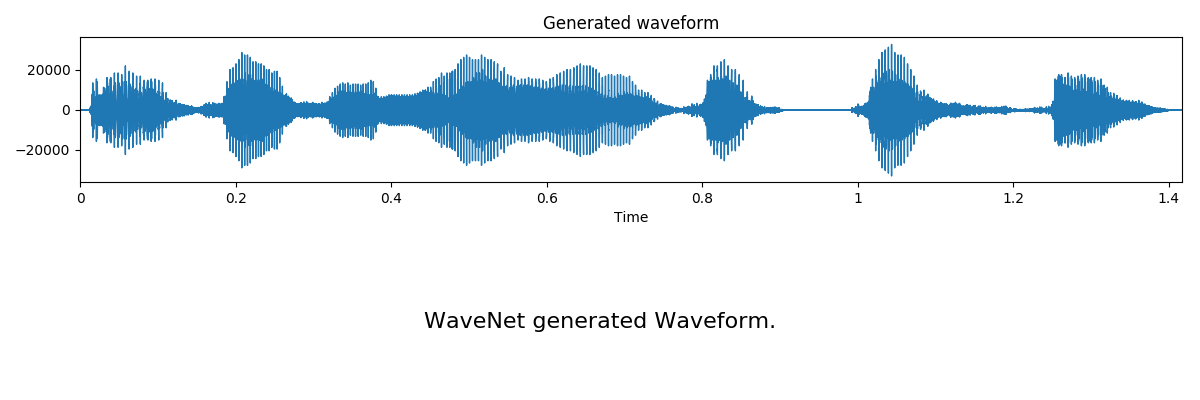 Generated waveform
20000
0
−20000
0 0.2 0.4 0.6 0.8 1 1.2 1.4
Time
WaveNet generated Waveform.